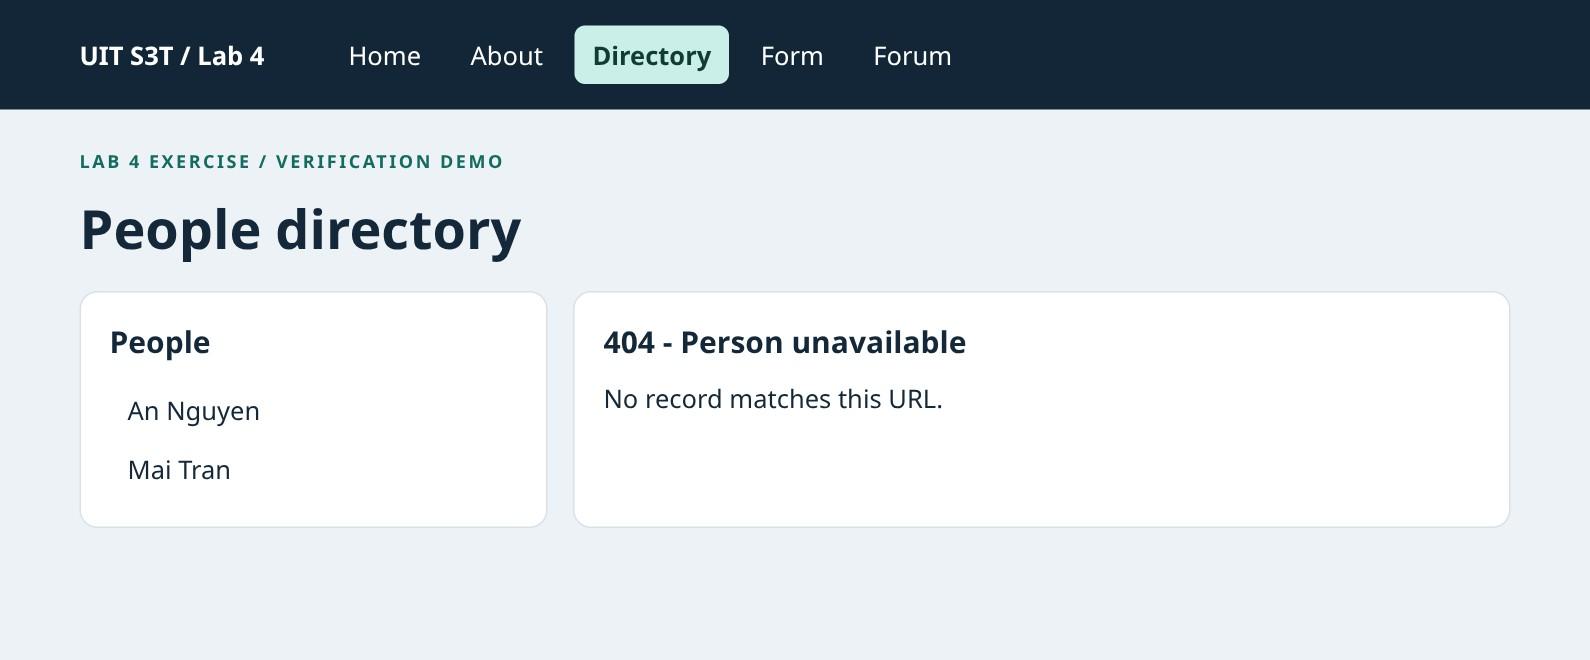 UIT S3T / Lab 4
Home
About
Directory
Form
Forum
LAB 4 EXERCISE / VERIFICATION DEMO
People directory
People
An Nguyen
Mai Tran
404 - Person unavailable
No record matches this URL.